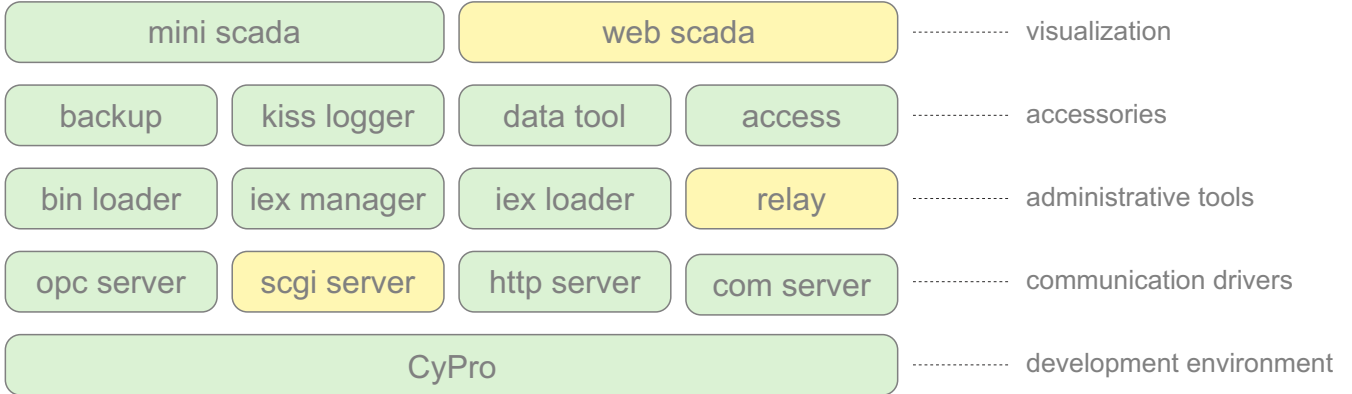 mini scada web scada visualization
backup kiss logger data tool access accessories
bin loader iex manager iex loader relay administrative tools
opc server scgi server http server com server communication drivers
CyPro development environment